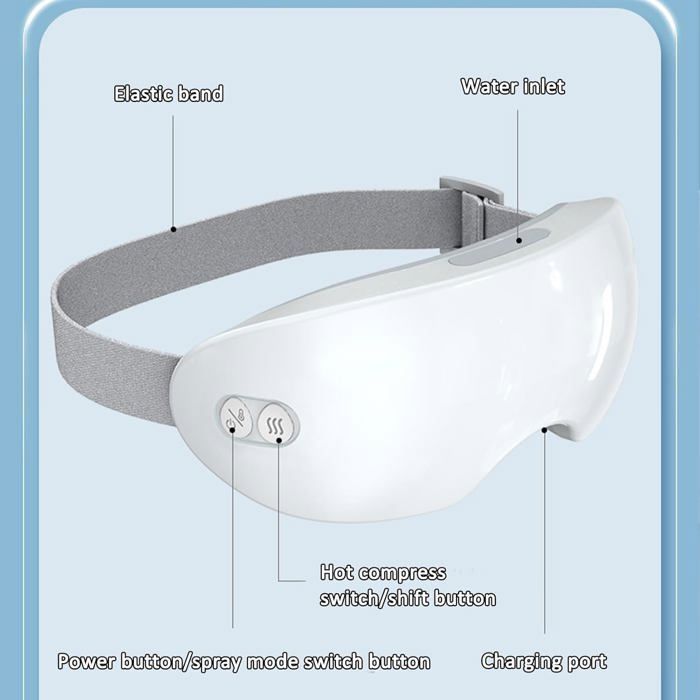 Elastic band
Water inlet
Hot compress
switch/shift button
Power button/spray mode switch button
Charging port